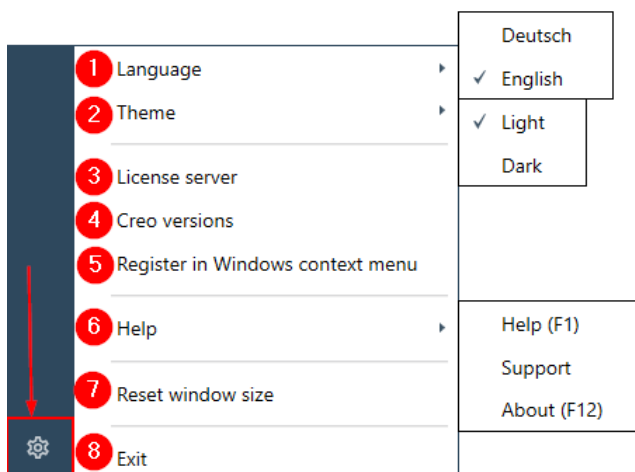 Deutsch
1 Language
✓ English
2 Theme
✓ Light
Dark
3 License server
4 Creo versions
5 Register in Windows context menu
6 Help
Help (F1)
Support
7 Reset window size
About (F12)
8 Exit